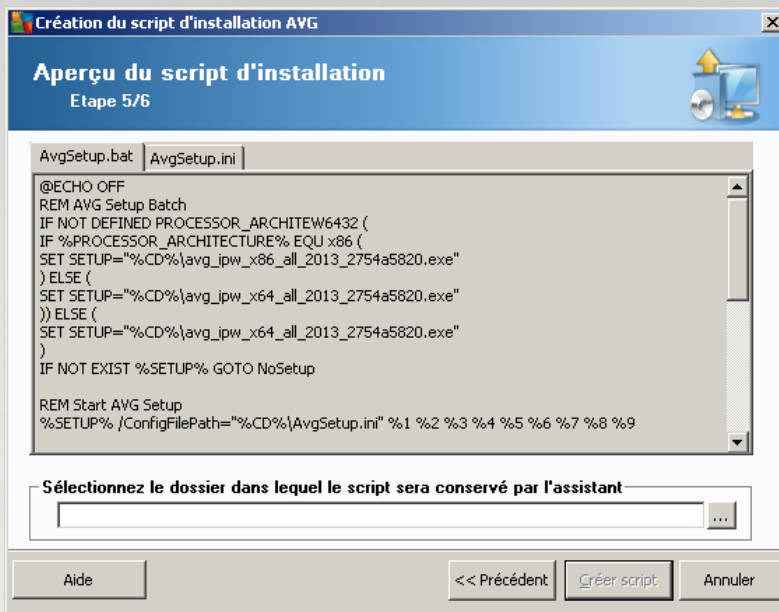 Création du script d'installation AVG
Aperçu du script d'installation
Etape 5/6
AvgSetup.bat AvgSetup.ini
@ECHO OFF
REM AVG Setup Batch
IF NOT DEFINED PROCESSOR_ARCHITEW6432 (
IF %PROCESSOR_ARCHITECTURE% EQU x86 (
SET SETUP="%CD%\avg_ipw_x86_all_2013_2754a5820.exe"
) ELSE (
SET SETUP="%CD%\avg_ipw_x64_all_2013_2754a5820.exe"
)) ELSE (
SET SETUP="%CD%\avg_ipw_x64_all_2013_2754a5820.exe"
)
IF NOT EXIST %SETUP% GOTO NoSetup
REM Start AVG Setup
%SETUP% /ConfigFilePath="%CD%\AvgSetup.ini" %1 %2 %3 %4 %5 %6 %7 %8 %9
Sélectionnez le dossier dans lequel le script sera conservé par l'assistant
...
Aide << Précédent Créer script Annuler